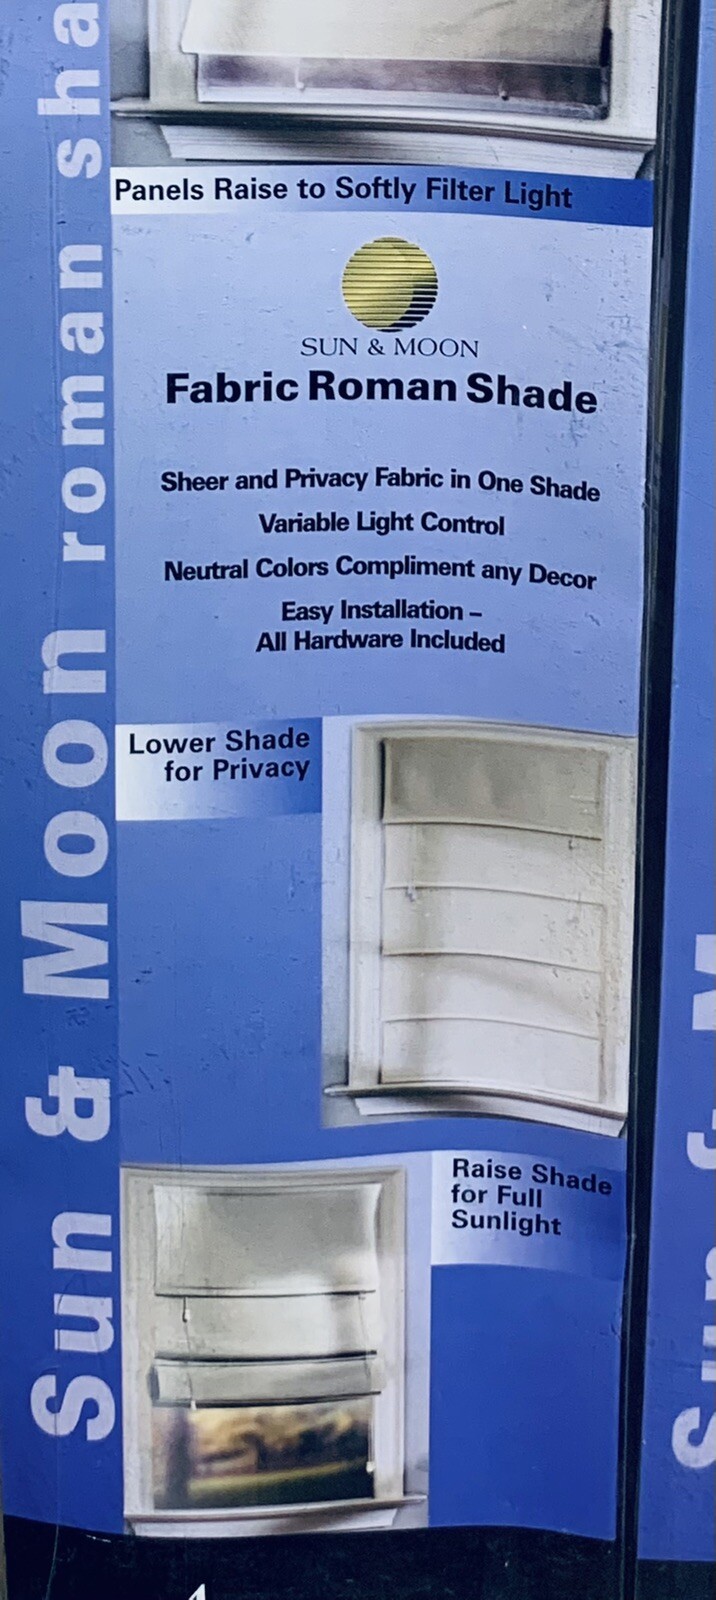 Panels Raise to Softly Filter Light
SUN & MOON
Fabric Roman Shade
Sheer and Privacy Fabric in One Shade
Variable Light Control
Neutral Colors Compliment any Decor
Easy Installation –
All Hardware Included
Lower Shade
for Privacy
Raise Shade
for Full
Sunlight
Sun & Moon roman sha